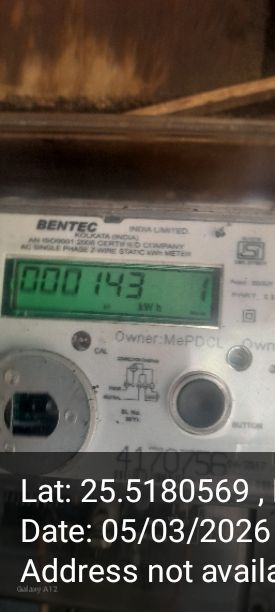 BENTEC INDIA LIMITED.
KOLKATA (INDIA)
AN ISO9001:2008 CERTIFIED COMPANY
AC SINGLE PHASE 2-WIRE STATIC kWh METER
000143 1
kWh
Owner:MePDCL
CAL
BUTTON
4170756
Lat: 25.5180569 ,
Date: 05/03/2026
Address not availa
Galaxy A12